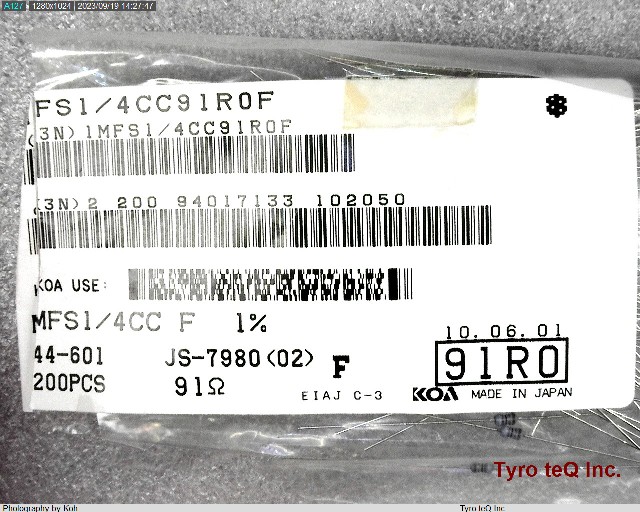 A127 1280x1024 2023/09/19 14:27:47
FS1/4CC91R0F
(3N) 1MFS1/4CC91R0F
(3N)2 200 94017133 102050
KOA USE:
MFS1/4CC F 1%
10.06.01
44-601 JS-7980(02) F 91R0
200PCS 91Ω EIAJ C-3 KOA MADE IN JAPAN
Tyro teQ Inc.
Photography by Koh Tyro teQ Inc.